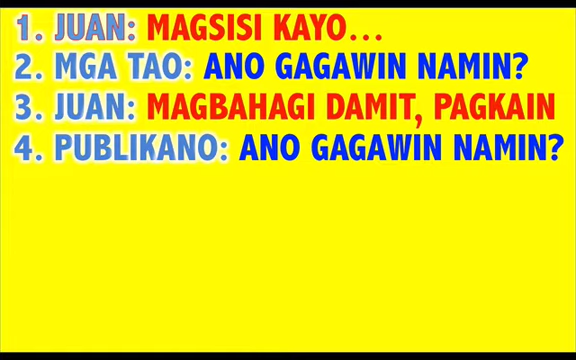 1. JUAN: MAGSISI KAYO...
2. MGA TAO: ANO GAGAWIN NAMIN?
3. JUAN: MAGBAHAGI DAMIT, PAGKAIN
4. PUBLIKANO: ANO GAGAWIN NAMIN?